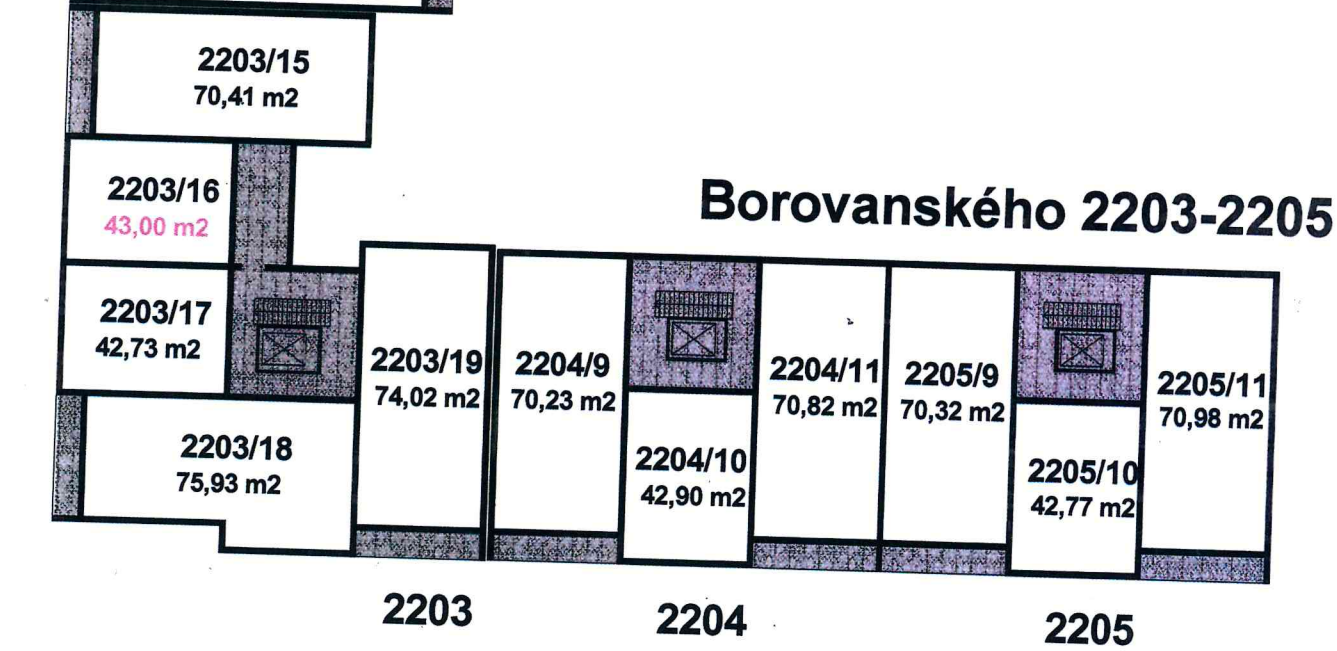 2203/15
70,41 m2
2203/16
43,00 m2
Borovanského 2203-2205
2203/17
42,73 m2
2203/19
74,02 m2
2204/9
70,23 m2
2204/11
70,82 m2
2205/9
70,32 m2
2205/11
70,98 m2
2203/18
75,93 m2
2204/10
42,90 m2
2205/10
42,77 m2
2203
2204
2205